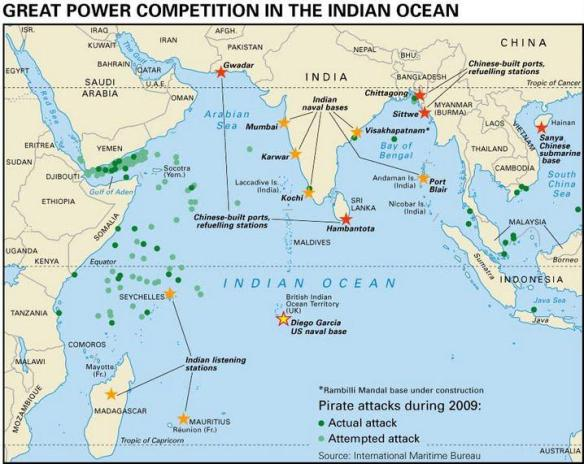 GREAT POWER COMPETITION IN THE INDIAN OCEAN
ISR.
IRAQ
KUWAIT
IRAN
AFGH.
PAKISTAN
NEPAL
BHU.
CHINA
The Gulf
BAHRAIN
QATAR
U.A.E.
EGYPT
SAUDI
ARABIA
OMAN
Gwadar
INDIA
BANGLADESH
Chinese-built ports,
refuelling stations
Tropic of Cancer
Red Sea
Arabian
Sea
Indian
naval bases
Chittagong
Sittwe
MYANMAR
(BURMA)
LAOS
VIETNAM
Hainan
Sanya
Chinese
submarine
base
Mumbai
Visakhapatnam*
Bay of
Bengal
THAILAND
ERITREA
YEMEN
SUDAN
DJIBOUTI
Gulf of Aden
Socotra
(Yem.)
Karwar
Laccadive Is.
(India)
Kochi
Andaman Is.
(India)
Port
Blair
CAMBODIA
South
China
Sea
ETHIOPIA
SOMALIA
SRI
LANKA
Nicobar Is.
(India)
Chinese-built ports,
refuelling stations
Hambantota
MALDIVES
MALAYSIA
UGANDA
KENYA
Equator
Sumatra
Borneo
INDIAN OCEAN
INDONESIA
SEYCHELLES
British Indian
Ocean Territory
(UK)
Diego Garcia
US naval base
Java Sea
Java
TANZANIA
COMOROS
MALAWI
Mayotte
(Fr.)
Indian listening
stations
MOZAMBIQUE
MADAGASCAR
MAURITIUS
Réunion (Fr.)
Tropic of Capricorn
*Rambilli Mandal base under construction
Pirate attacks during 2009:
Actual attack
Attempted attack
Source: International Maritime Bureau
AUSTRALIA